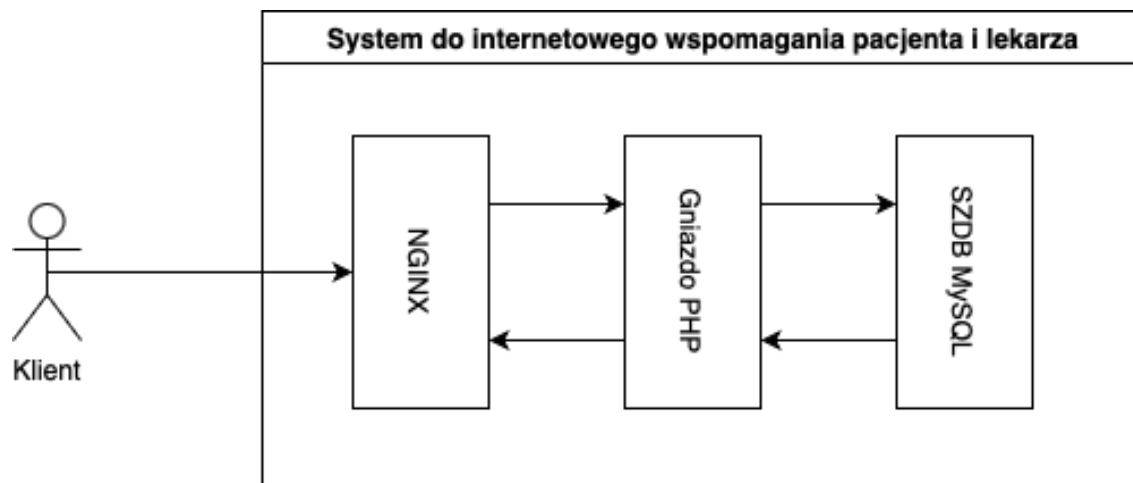 System do internetowego wspomagania pacjenta i lekarza
NGINX
Gniazdo PHP
SZDB MySQL
Klient